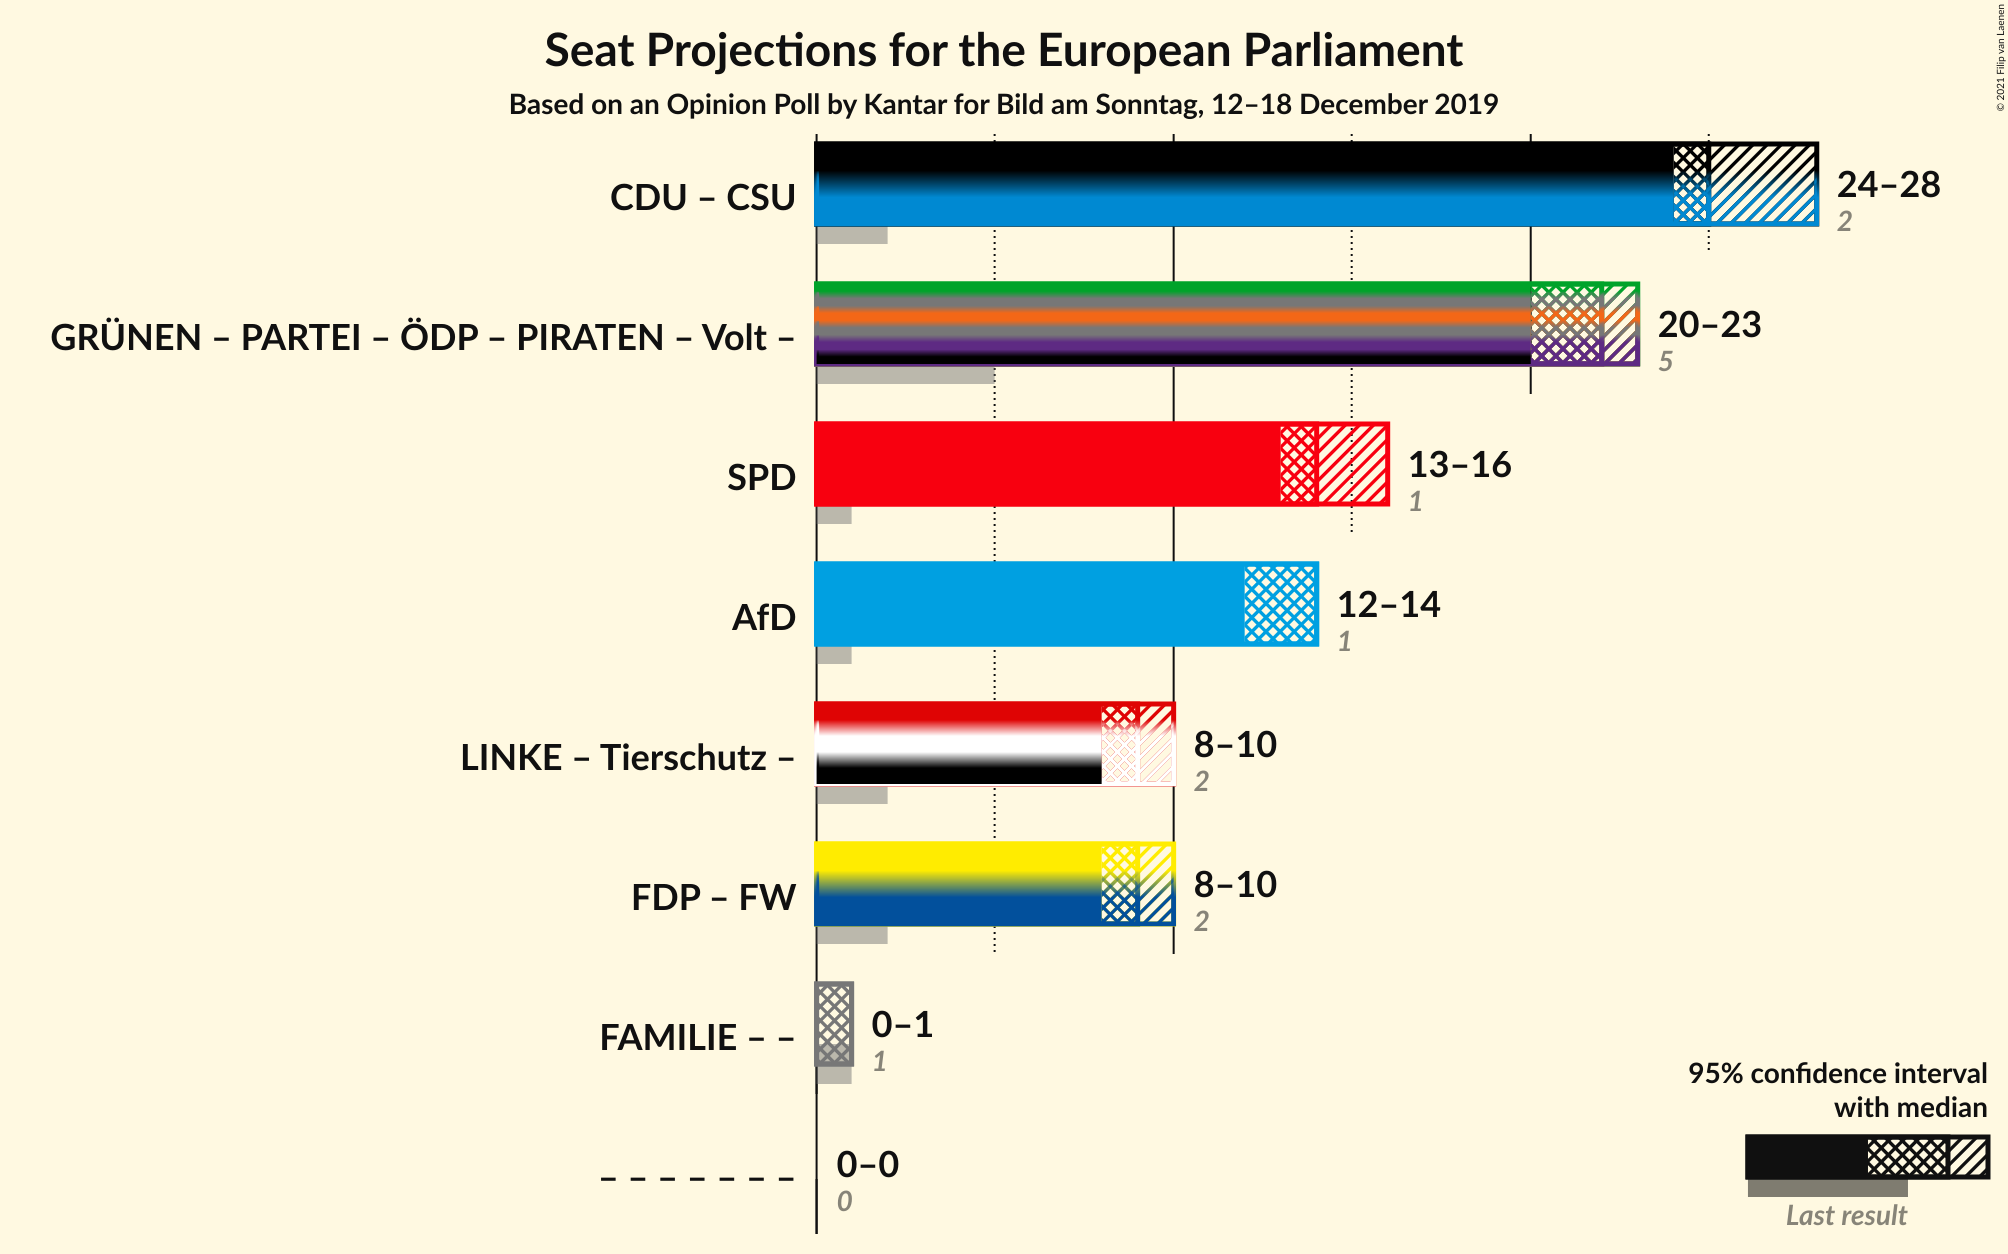 Seat Projections for the European Parliament
Based on an Opinion Poll by Kantar for Bild am Sonntag, 12–18 December 2019
© 2021 Filip van Laenen
CDU – CSU
24–28
2
GRÜNEN – PARTEI – ÖDP – PIRATEN – Volt –
20–23
5
SPD
13–16
1
AfD
12–14
1
LINKE – Tierschutz –
8–10
2
FDP – FW
8–10
2
FAMILIE – –
0–1
1
– – – – – – –
0–0
0
95% confidence interval
with median
Last result